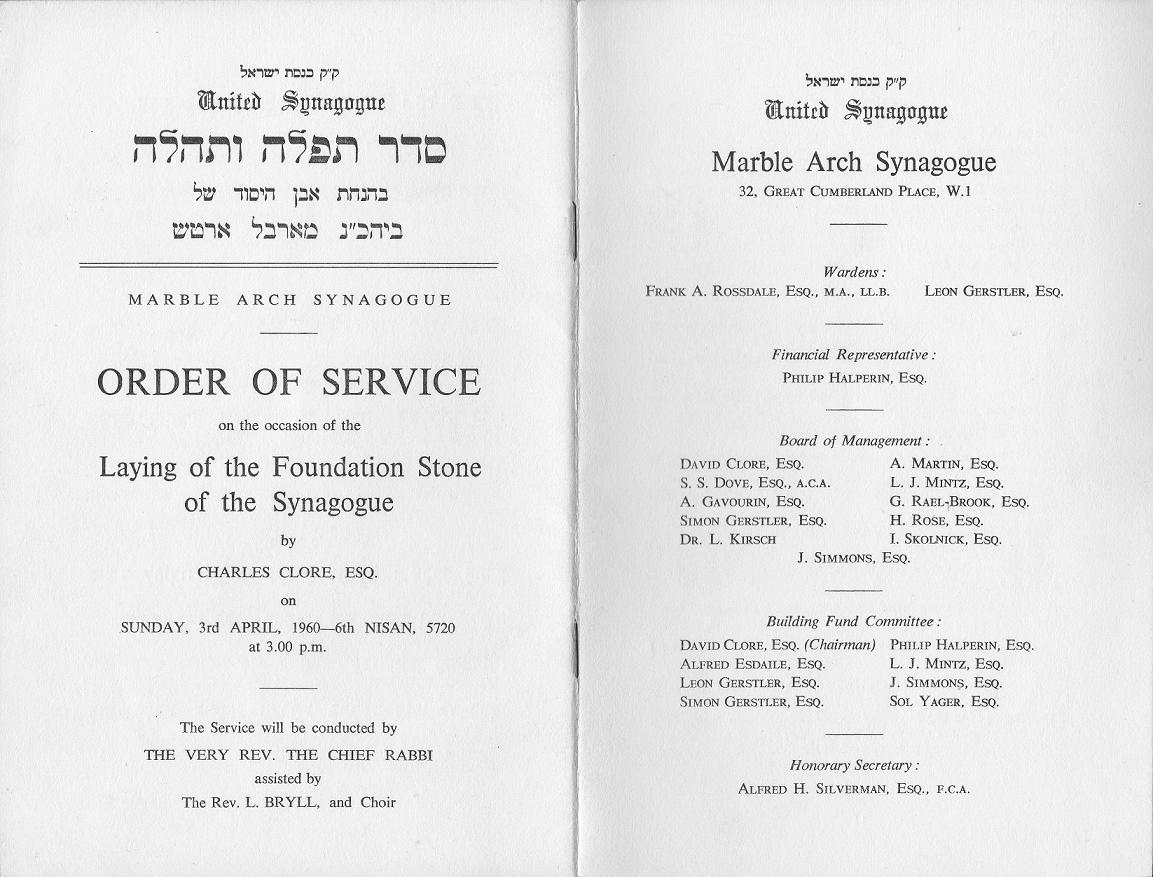 ק״ק כנסת ישראל
United Synagogue
סדר תפלה ותהלה
בהנחת אבן היסוד של
ביהכ״נ מארבל ארטש
MARBLE ARCH SYNAGOGUE
ORDER OF SERVICE
on the occasion of the
Laying of the Foundation Stone
of the Synagogue
by
CHARLES CLORE, ESQ.
on
SUNDAY, 3rd APRIL, 1960—6th NISAN, 5720
at 3.00 p.m.
The Service will be conducted by
THE VERY REV. THE CHIEF RABBI
assisted by
The Rev. L. BRYLL, and Choir
ק״ק כנסת ישראל
United Synagogue
Marble Arch Synagogue
32, GREAT CUMBERLAND PLACE, W.1
Wardens :
FRANK A. ROSSDALE, ESQ., M.A., LL.B. LEON GERSTLER, ESQ.
Financial Representative :
PHILIP HALPERIN, ESQ.
Board of Management :
DAVID CLORE, ESQ. A. MARTIN, ESQ.
S. S. DOVE, ESQ., A.C.A. L. J. MINTZ, ESQ.
A. GAVOURIN, ESQ. G. RAEL-BROOK, ESQ.
SIMON GERSTLER, ESQ. H. ROSE, ESQ.
DR. L. KIRSCH I. SKOLNICK, ESQ.
J. SIMMONS, ESQ.
Building Fund Committee :
DAVID CLORE, ESQ. (Chairman) PHILIP HALPERIN, ESQ.
ALFRED ESDAILE, ESQ. L. J. MINTZ, ESQ.
LEON GERSTLER, ESQ. J. SIMMONS, ESQ.
SIMON GERSTLER, ESQ. SOL YAGER, ESQ.
Honorary Secretary :
ALFRED H. SILVERMAN, ESQ., F.C.A.